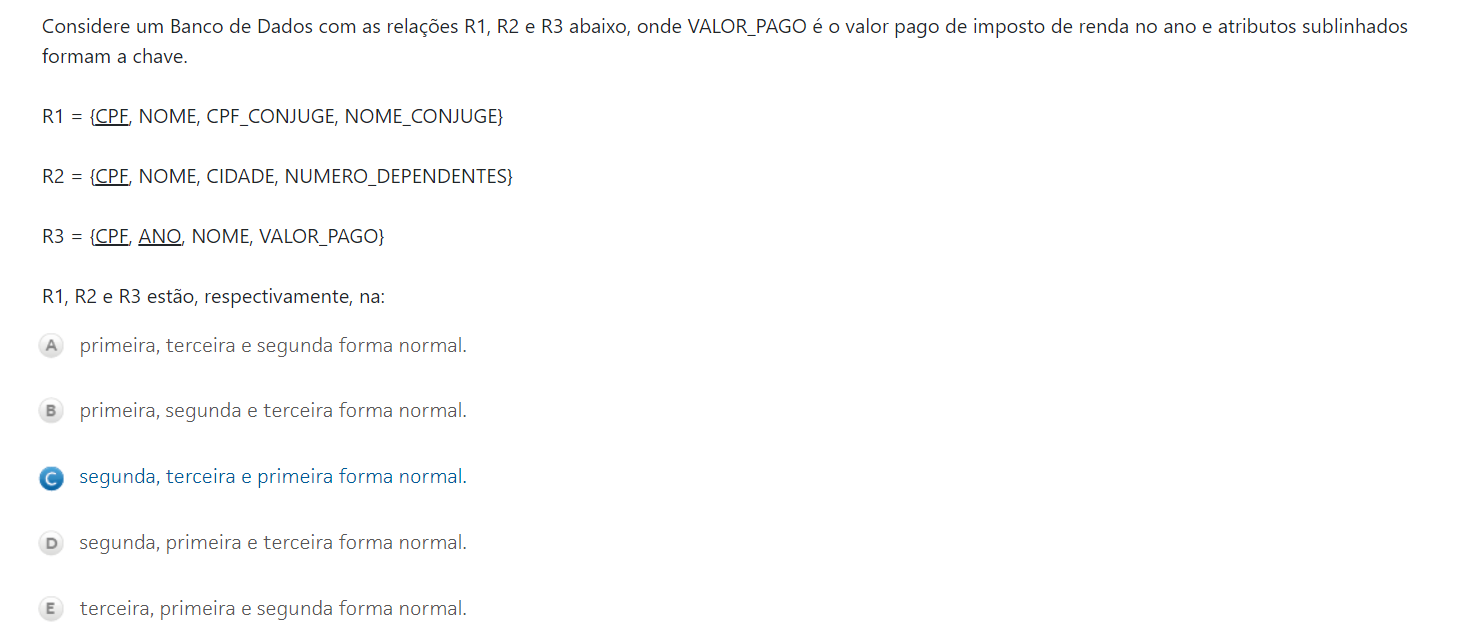 Considere um Banco de Dados com as relações R1, R2 e R3 abaixo, onde VALOR_PAGO é o valor pago de imposto de renda no ano e atributos sublinhados
formam a chave.
R1 = {CPF, NOME, CPF_CONJUGE, NOME_CONJUGE}
R2 = {CPF, NOME, CIDADE, NUMERO_DEPENDENTES}
R3 = {CPF, ANO, NOME, VALOR_PAGO}
R1, R2 e R3 estão, respectivamente, na:
A primeira, terceira e segunda forma normal.
B primeira, segunda e terceira forma normal.
C segunda, terceira e primeira forma normal.
D segunda, primeira e terceira forma normal.
E terceira, primeira e segunda forma normal.